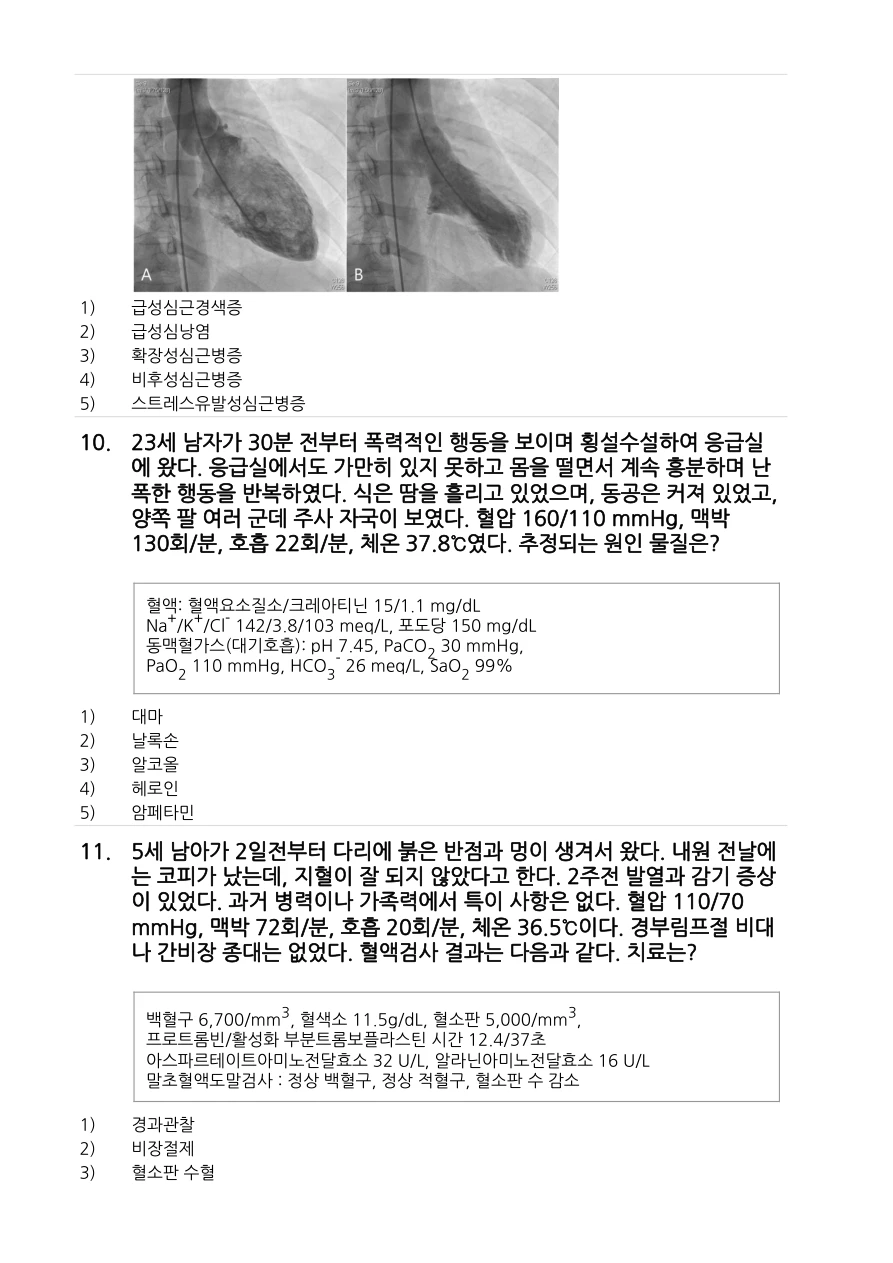 A
B
1) 급성심근경색증
2) 급성심낭염
3) 확장성심근병증
4) 비후성심근병증
5) 스트레스유발성심근병증
10. 23세 남자가 30분 전부터 폭력적인 행동을 보이며 횡설수설하여 응급실
에 왔다. 응급실에서도 가만히 있지 못하고 몸을 떨면서 계속 흥분하며 난
폭한 행동을 반복하였다. 식은 땀을 흘리고 있었으며, 동공은 커져 있었고,
양쪽 팔 여러 군데 주사 자국이 보였다. 혈압 160/110 mmHg, 맥박
130회/분, 호흡 22회/분, 체온 37.8℃였다. 추정되는 원인 물질은?
혈액: 혈액요소질소/크레아티닌 15/1.1 mg/dL
Na⁺/K⁺/Cl⁻ 142/3.8/103 meq/L, 포도당 150 mg/dL
동맥혈가스(대기호흡): pH 7.45, PaCO₂ 30 mmHg,
PaO₂ 110 mmHg, HCO₃⁻ 26 meq/L, SaO₂ 99%
1) 대마
2) 날록손
3) 알코올
4) 헤로인
5) 암페타민
11. 5세 남아가 2일전부터 다리에 붉은 반점과 멍이 생겨서 왔다. 내원 전날에
는 코피가 났는데, 지혈이 잘 되지 않았다고 한다. 2주전 발열과 감기 증상
이 있었다. 과거 병력이나 가족력에서 특이 사항은 없다. 혈압 110/70
mmHg, 맥박 72회/분, 호흡 20회/분, 체온 36.5℃이다. 경부림프절 비대
나 간비장 종대는 없었다. 혈액검사 결과는 다음과 같다. 치료는?
백혈구 6,700/mm³, 혈색소 11.5g/dL, 혈소판 5,000/mm³,
프로트롬빈/활성화 부분트롬보플라스틴 시간 12.4/37초
아스파르테이트아미노전달효소 32 U/L, 알라닌아미노전달효소 16 U/L
말초혈액도말검사 : 정상 백혈구, 정상 적혈구, 혈소판 수 감소
1) 경과관찰
2) 비장절제
3) 혈소판 수혈